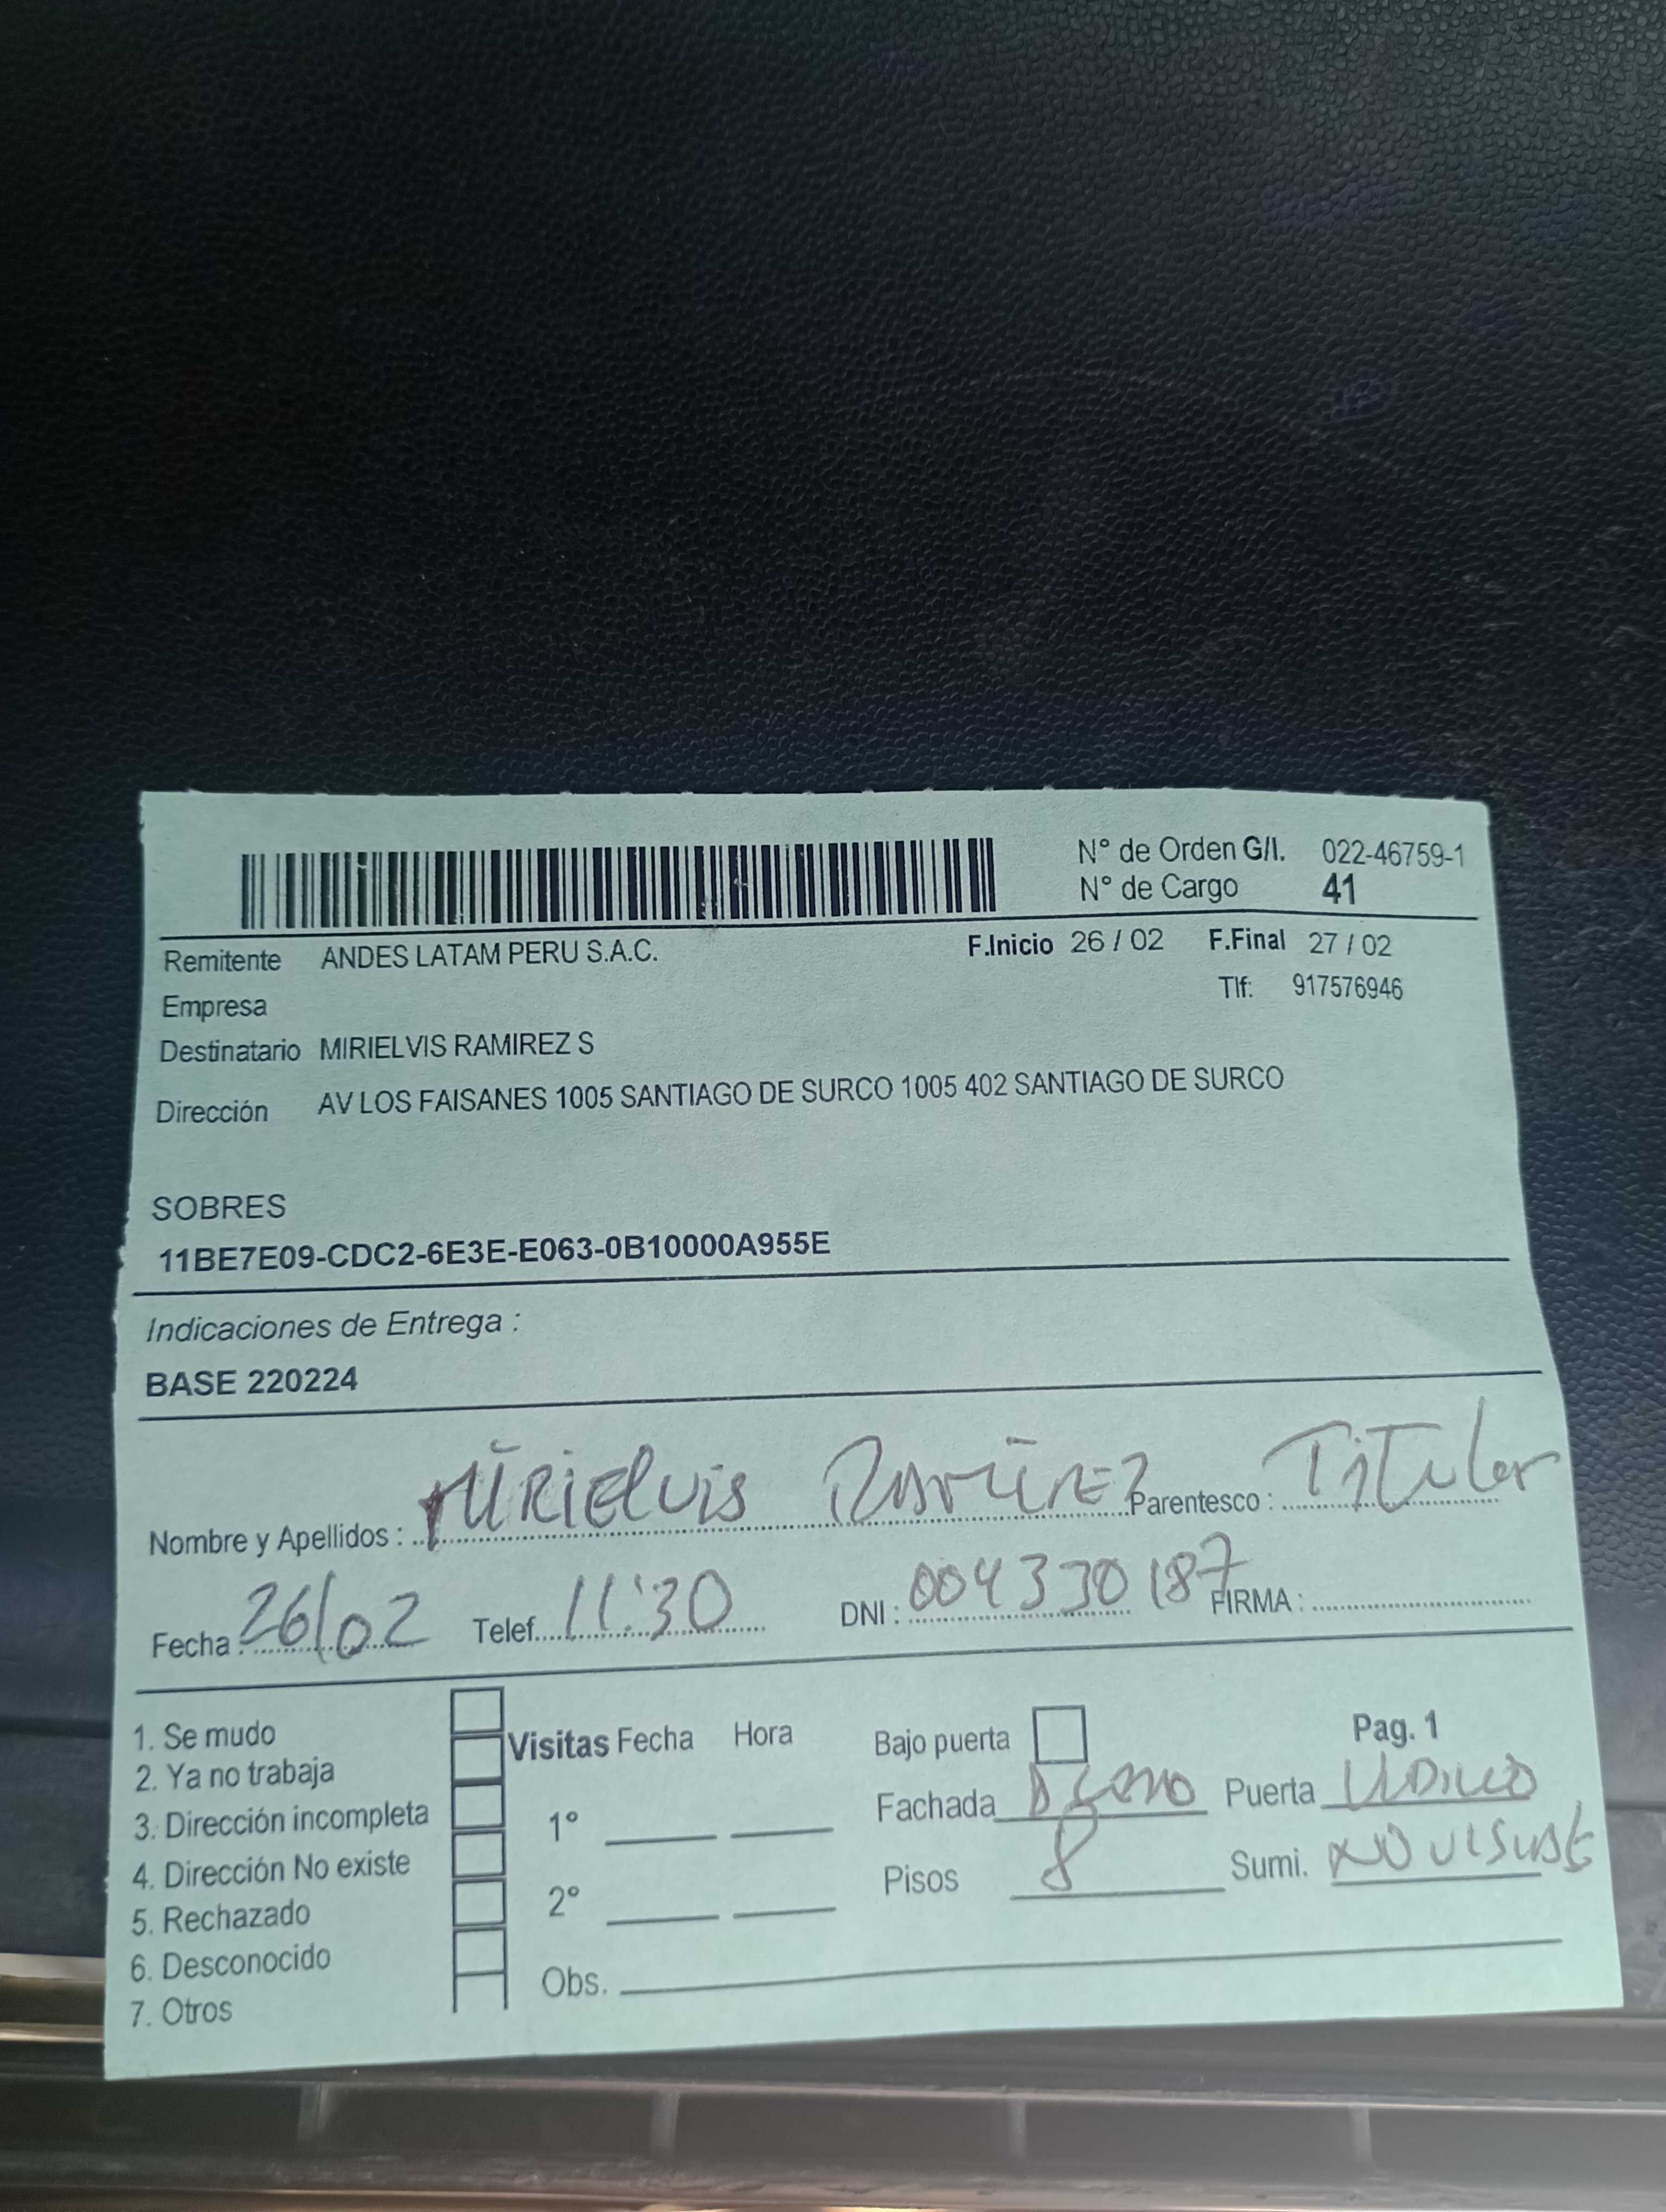 N° de Orden G/I. 022-46759-1
N° de Cargo 41
Remitente ANDES LATAM PERU S.A.C. F.Inicio 26 / 02 F.Final 27 / 02
Empresa Tlf: 917576946
Destinatario MIRIELVIS RAMIREZ S
Dirección AV LOS FAISANES 1005 SANTIAGO DE SURCO 1005 402 SANTIAGO DE SURCO
SOBRES
11BE7E09-CDC2-6E3E-E063-0B10000A955E
Indicaciones de Entrega :
BASE 220224
Nombre y Apellidos : MIRIELVIS RAMIREZ Parentesco : Titular
Fecha : 26/02 Telef. 11:30 DNI : 004330187 FIRMA :
1. Se mudo
2. Ya no trabaja
3. Dirección incompleta
4. Dirección No existe
5. Rechazado
6. Desconocido
7. Otros
Visitas Fecha Hora
1°
2°
Obs.
Bajo puerta Pag. 1
Fachada Puerta VIDRIO
Pisos 8 Sumi. NO VISIBLE